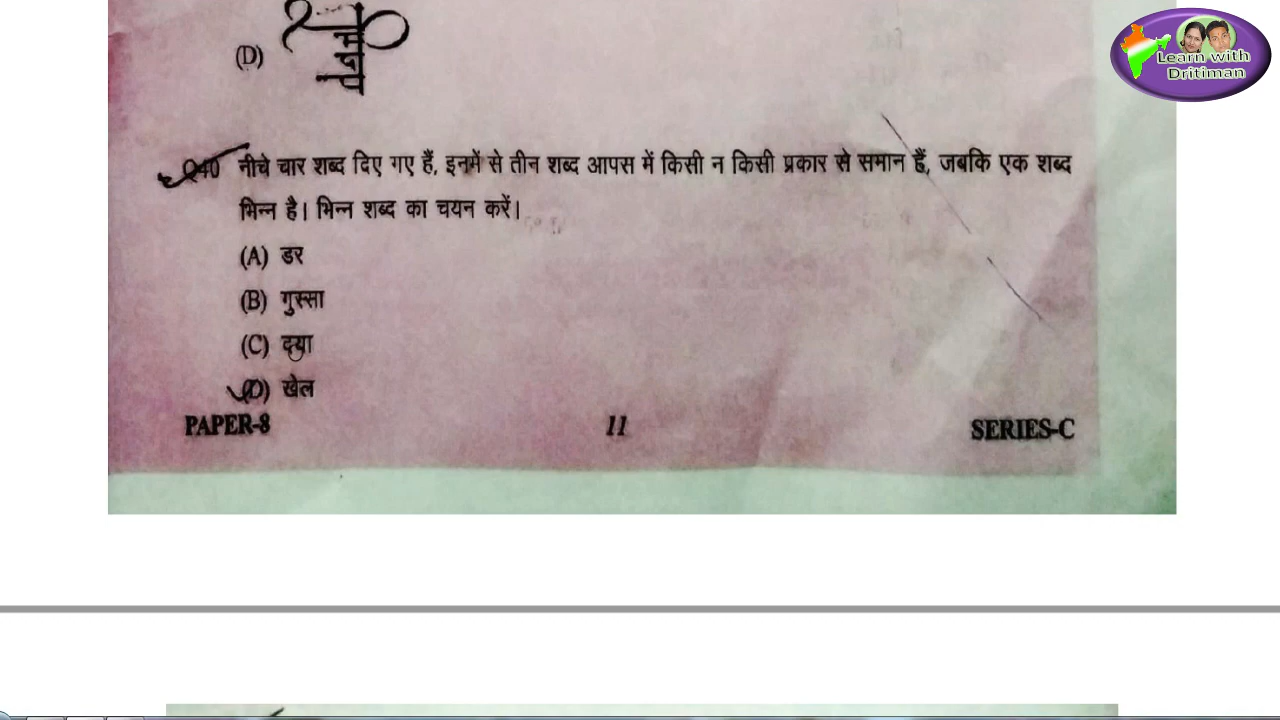 Learn with
Dritiman
(D)
Q40 नीचे चार शब्द दिए गए हैं, इनमें से तीन शब्द आपस में किसी न किसी प्रकार से समान हैं, जबकि एक शब्द
भिन्न है। भिन्न शब्द का चयन करें।
(A) डर
(B) गुस्सा
(C) दया
(D) खेल
PAPER-8 11 SERIES-C